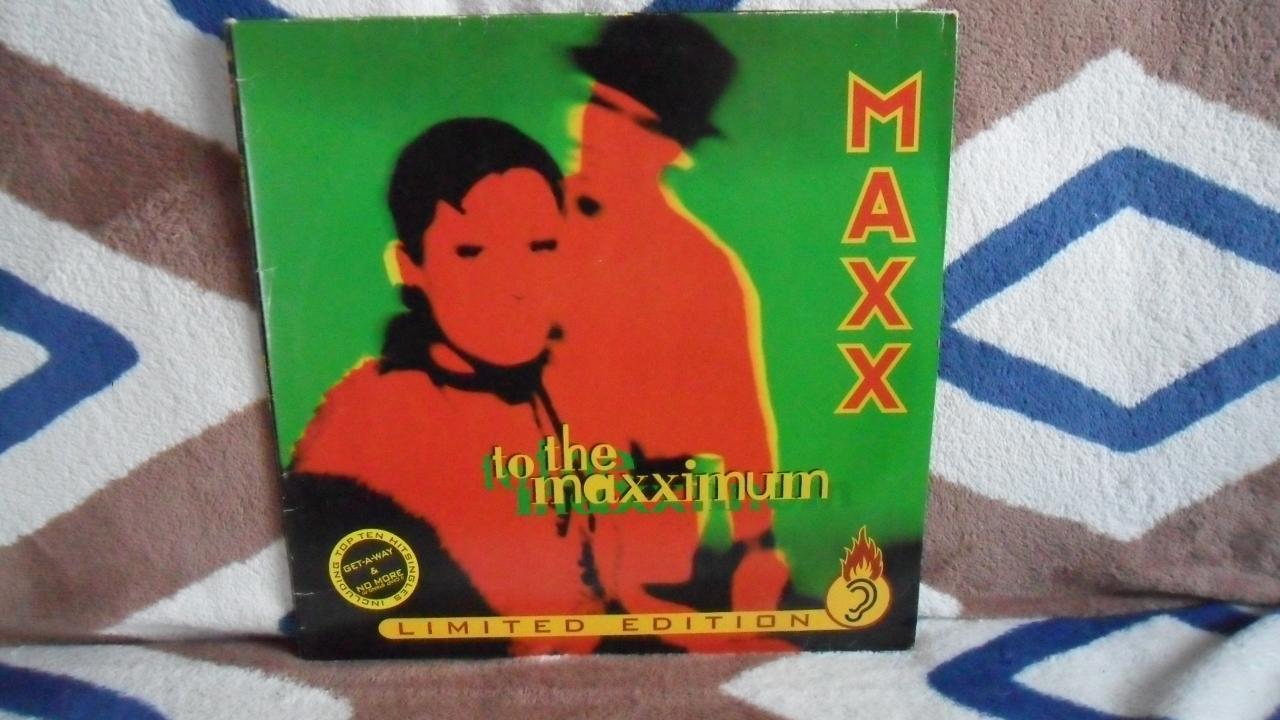 MAXX
to the
maxximum
INCLUDING TOP TEN HITSINGLES
GET-A-WAY
&
NO MORE
LIMITED EDITION